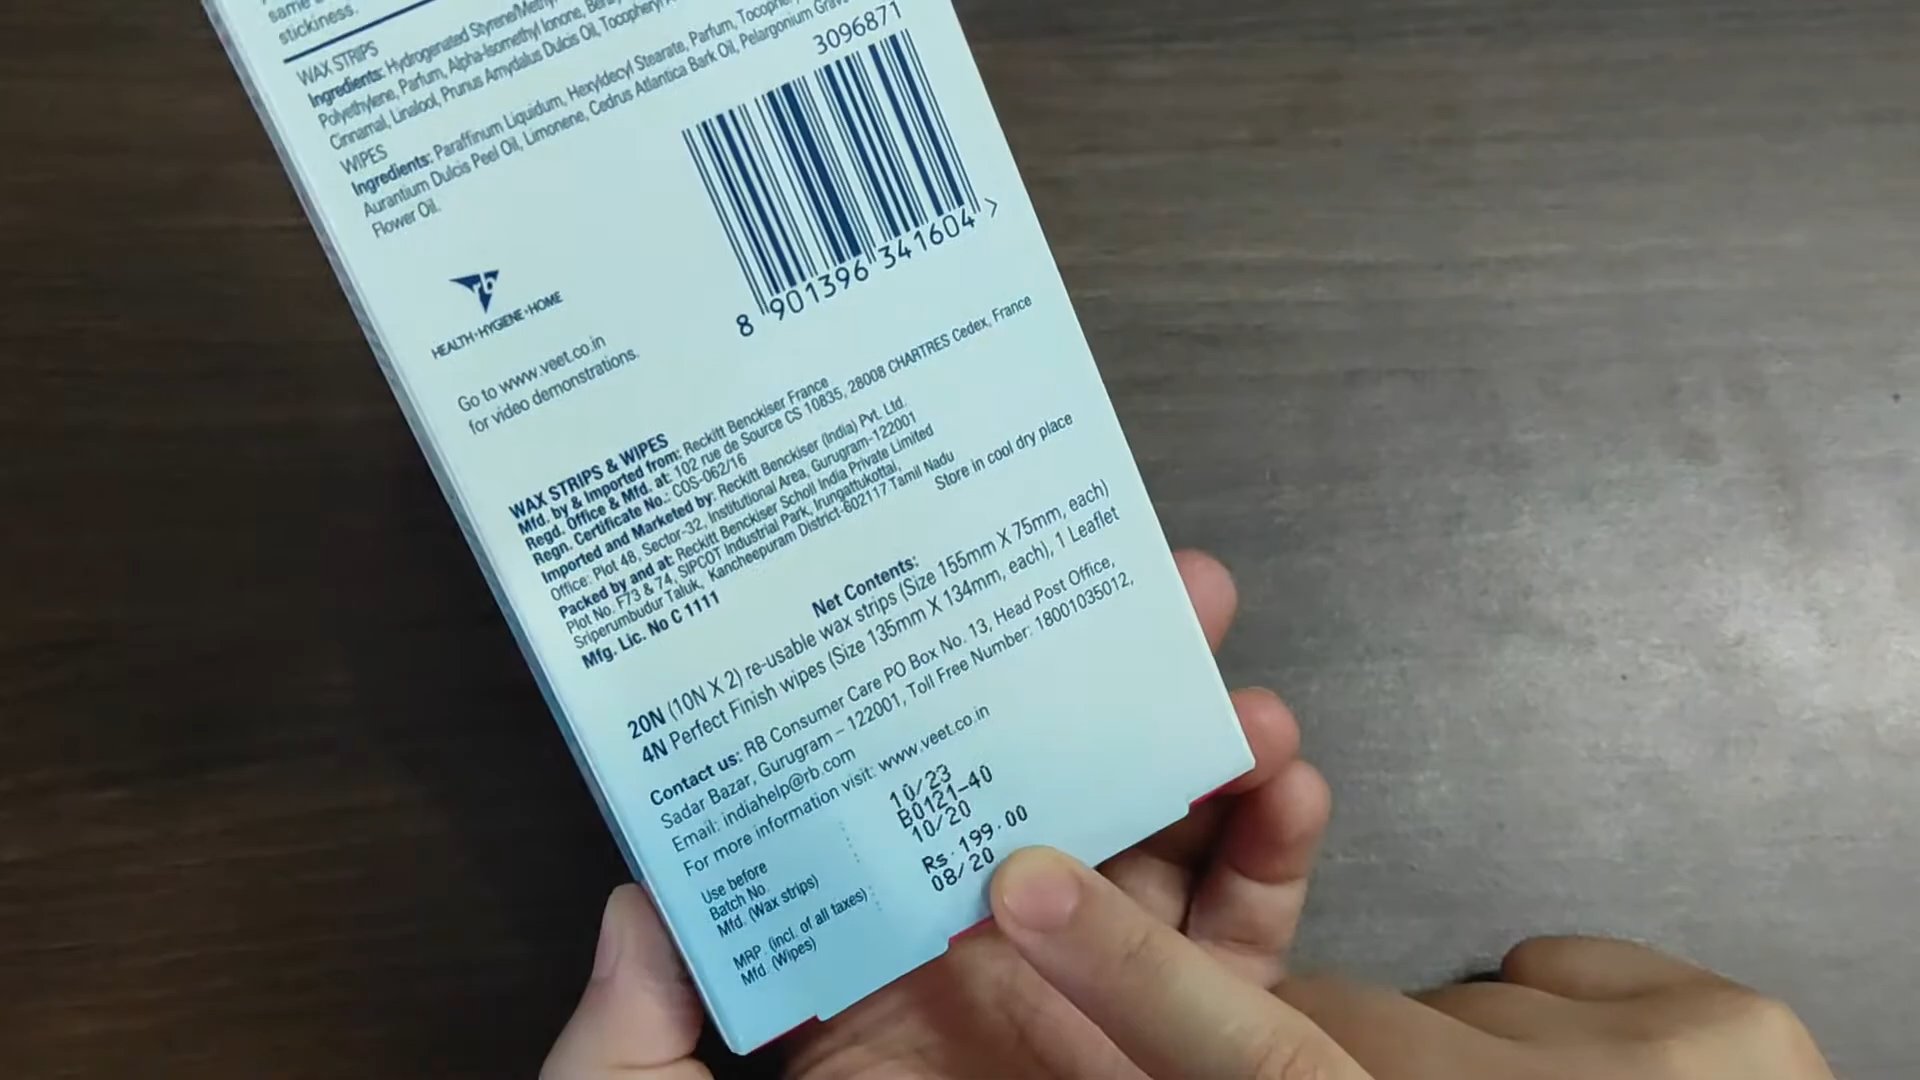 same
stickiness.
WAX STRIPS
Ingredients: Hydrogenated
Polyethylene, Parfum, Alpha-Isomethyl Ionone,
Cinnamal, Linalool, Prunus Amydalus Dulcis Oil, Tocopheryl
WIPES
Ingredients: Paraffinum Liquidum, Hexyldecyl Stearate, Parfum,
Aurantium Dulcis Peel Oil, Limonene, Cedrus Atlantica Bark Oil, Pelargonium
Flower Oil.
3096871
8 901396 341604 >
rb
HEALTH • HYGIENE • HOME
Go to www.veet.co.in
for video demonstrations.
WAX STRIPS & WIPES
Mfd. by & Imported from: Reckitt Benckiser France
Regd. Office & Mfd. at: 102 rue de Source CS 10835, 28008 CHARTRES Cedex, France
Regn. Certificate No.: COS-062/16
Imported and Marketed by: Reckitt Benckiser (India) Pvt. Ltd.
Office: Plot 48, Sector-32, Institutional Area, Gurugram-122001
Packed by and at: Reckitt Benckiser Scholl India Private Limited
Plot No. F73 & 74, SIPCOT Industrial Park, Irungattukottai,
Sriperumbudur Taluk, Kancheepuram District-602117 Tamil Nadu
Mfg. Lic. No C 1111
Store in cool dry place
Net Contents:
20N (10N X 2) re-usable wax strips (Size 155mm X 75mm, each)
4N Perfect Finish wipes (Size 135mm X 134mm, each), 1 Leaflet
Contact us: RB Consumer Care PO Box No. 13, Head Post Office,
Sadar Bazar, Gurugram – 122001, Toll Free Number: 18001035012,
Email: indiahelp@rb.com
For more information visit: www.veet.co.in
Use before : 10/23
Batch No. : B0121-40
Mfd. (Wax strips) : 10/20
MRP. (incl. of all taxes) : Rs. 199.00
Mfd. (Wipes) : 08/20